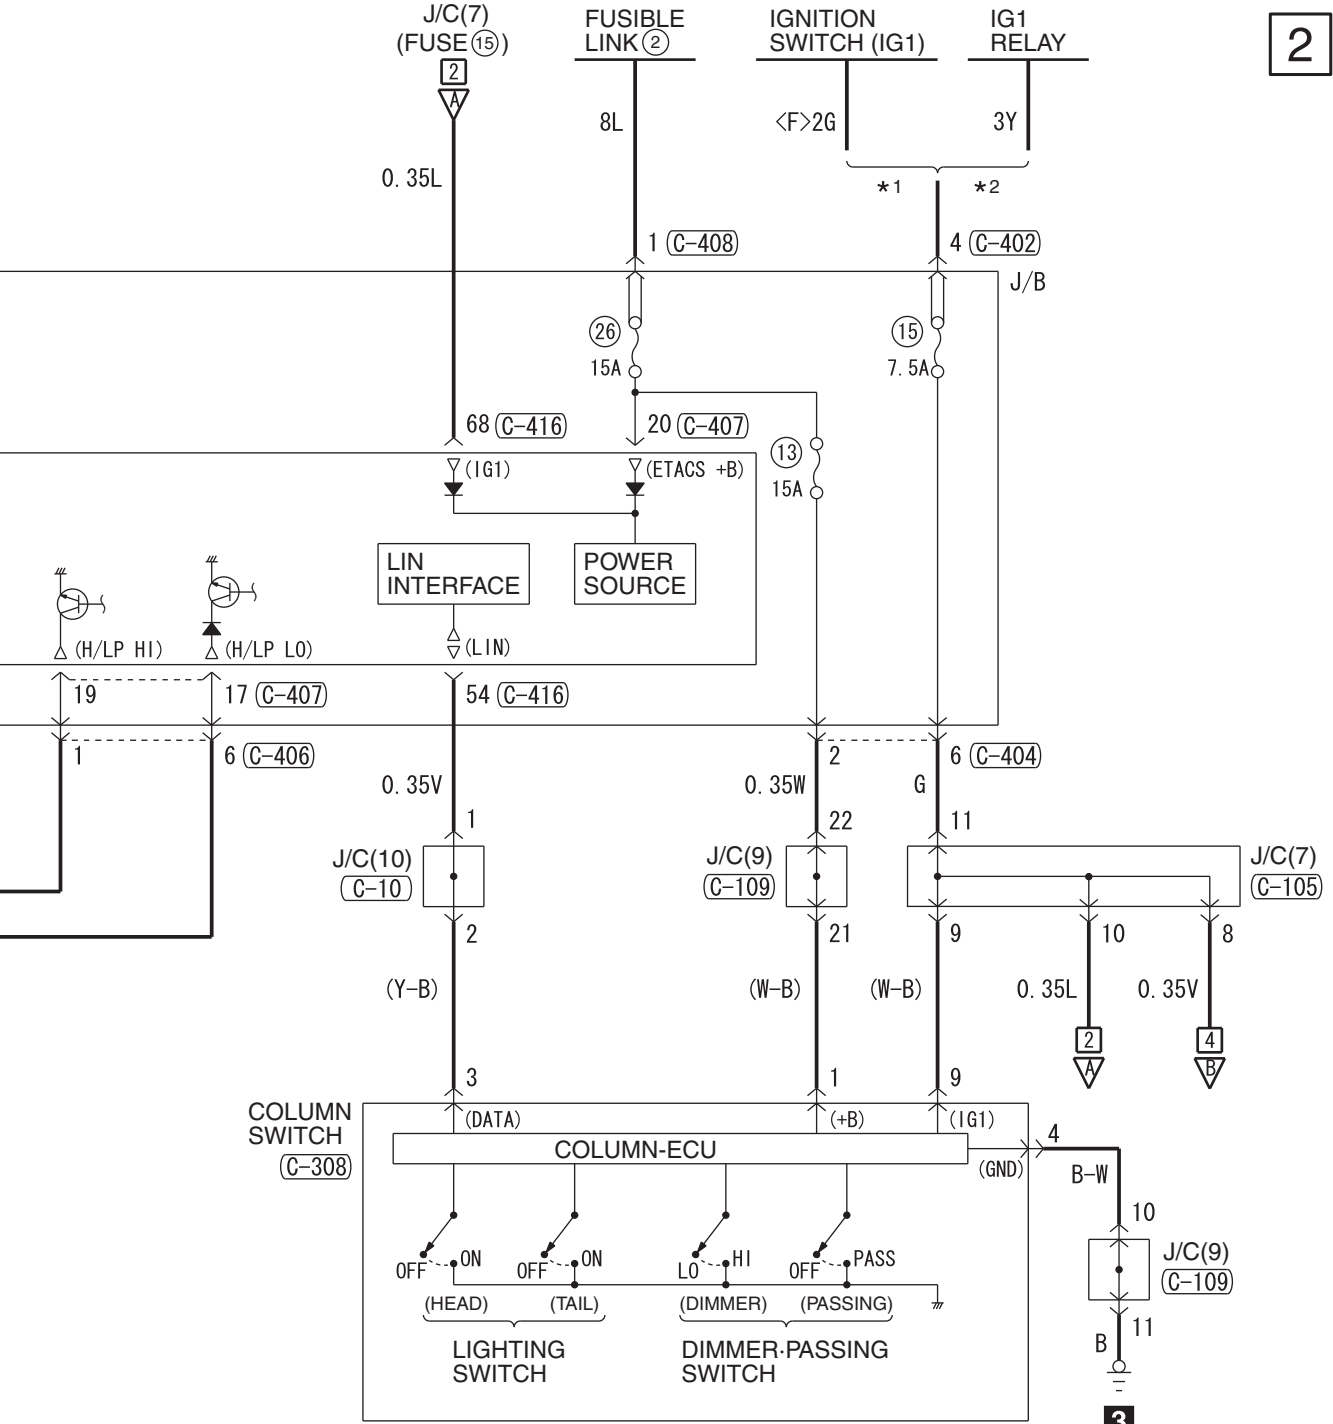 J/C(7)
(FUSE 15)
2
A
FUSIBLE
LINK 2
IGNITION
SWITCH (IG1)
IG1
RELAY
2
0.35L
8L
<F>2G
3Y
*1
*2
1 C-408
4 C-402
J/B
26
15A
15
7.5A
68 C-416
20 C-407
13
15A
(IG1)
(ETACS +B)
LIN
INTERFACE
POWER
SOURCE
(H/LP HI)
(H/LP LO)
(LIN)
19
17 C-407
54 C-416
1
6 C-406
2
6 C-404
0.35V
0.35W
G
1
22
11
J/C(10)
C-10
J/C(9)
C-109
J/C(7)
C-105
2
21
9
10
8
(Y-B)
(W-B)
(W-B)
0.35L
0.35V
2
A
4
B
3
1
9
COLUMN
SWITCH
C-308
(DATA)
(+B)
(IG1)
COLUMN-ECU
4
(GND)
B-W
10
J/C(9)
C-109
11
B
3
OFF
ON
OFF
ON
LO
HI
OFF
PASS
(HEAD)
(TAIL)
(DIMMER)
(PASSING)
LIGHTING
SWITCH
DIMMER·PASSING
SWITCH